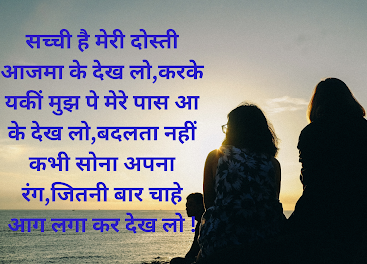 सच्ची है मेरी दोस्ती
आजमा के देख लो,करके
यकीं मुझ पे मेरे पास आ
के देख लो,बदलता नहीं
कभी सोना अपना
रंग,जितनी बार चाहे
आग लगा कर देख लो !